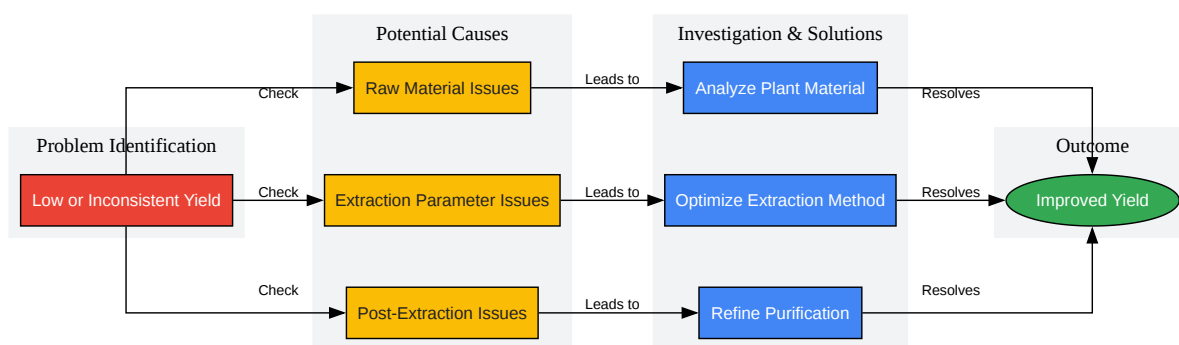 Potential Causes
Investigation & Solutions
Raw Material Issues
Leads to
Analyze Plant Material
Check
Resolves
Problem Identification
Outcome
Low or Inconsistent Yield
Check
Extraction Parameter Issues
Leads to
Optimize Extraction Method
Resolves
Improved Yield
Check
Post-Extraction Issues
Leads to
Refine Purification
Resolves